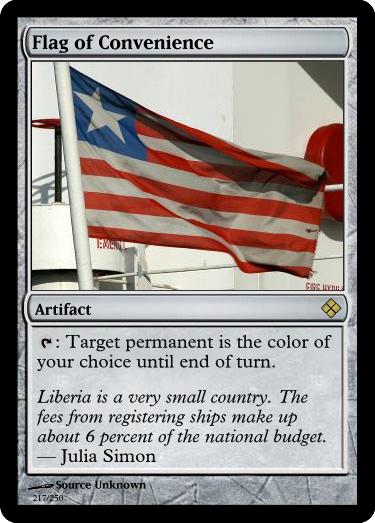 Flag of Convenience
EMERG
FIRE HYDR
Artifact
: Target permanent is the color of
your choice until end of turn.
Liberia is a very small country. The
fees from registering ships make up
about 6 percent of the national budget.
— Julia Simon
Source Unknown
217/250